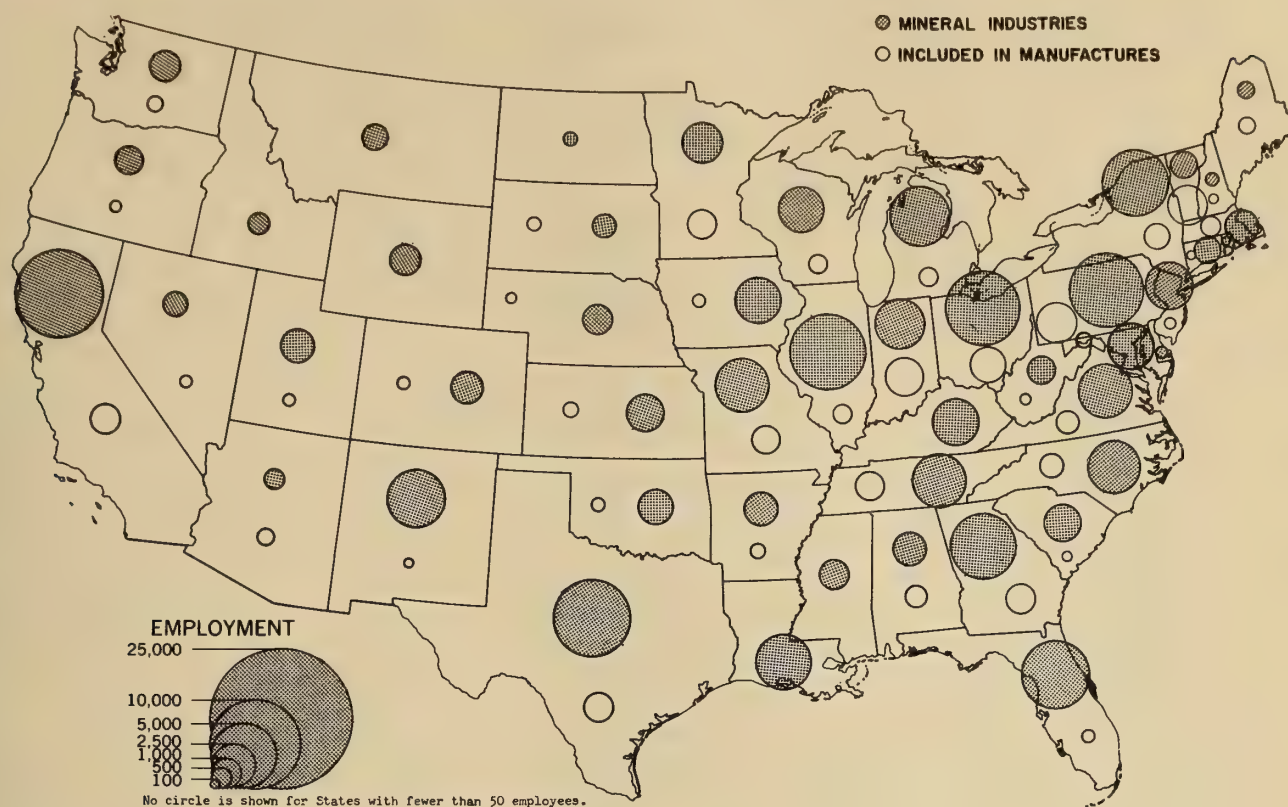 MINERAL INDUSTRIES
INCLUDED IN MANUFACTURES
EMPLOYMENT
25,000
10,000
5,000
2,500
1,000
500
100
No circle is shown for States with fewer than 50 employees.